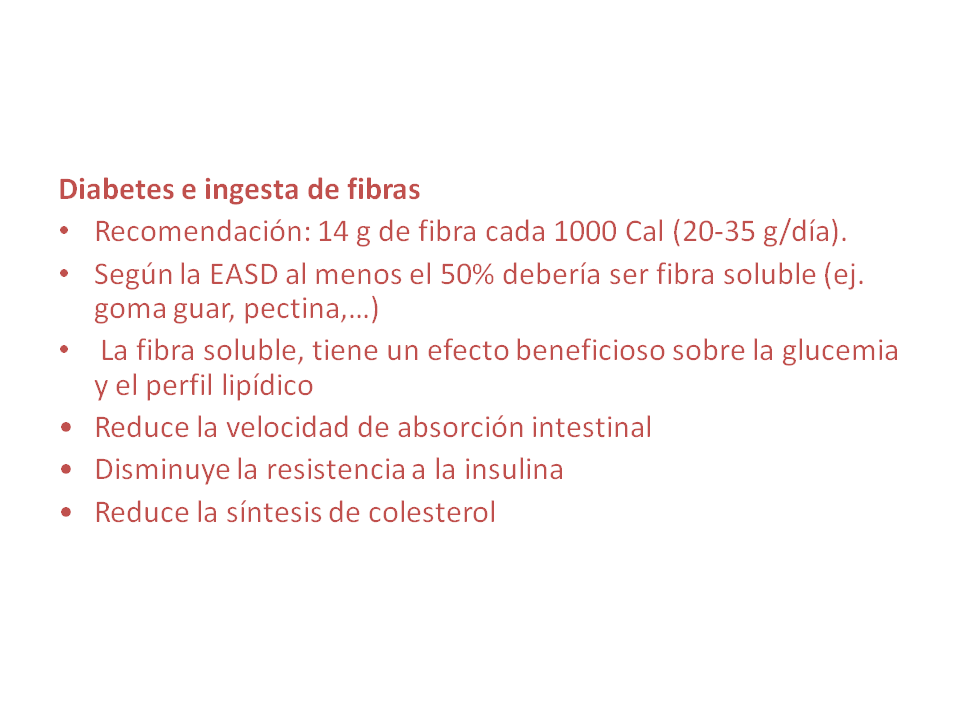 Diabetes e ingesta de fibras
• Recomendación: 14 g de fibra cada 1000 Cal (20-35 g/día).
• Según la EASD al menos el 50% debería ser fibra soluble (ej.
goma guar, pectina,...)
• La fibra soluble, tiene un efecto beneficioso sobre la glucemia
y el perfil lipídico
• Reduce la velocidad de absorción intestinal
• Disminuye la resistencia a la insulina
• Reduce la síntesis de colesterol